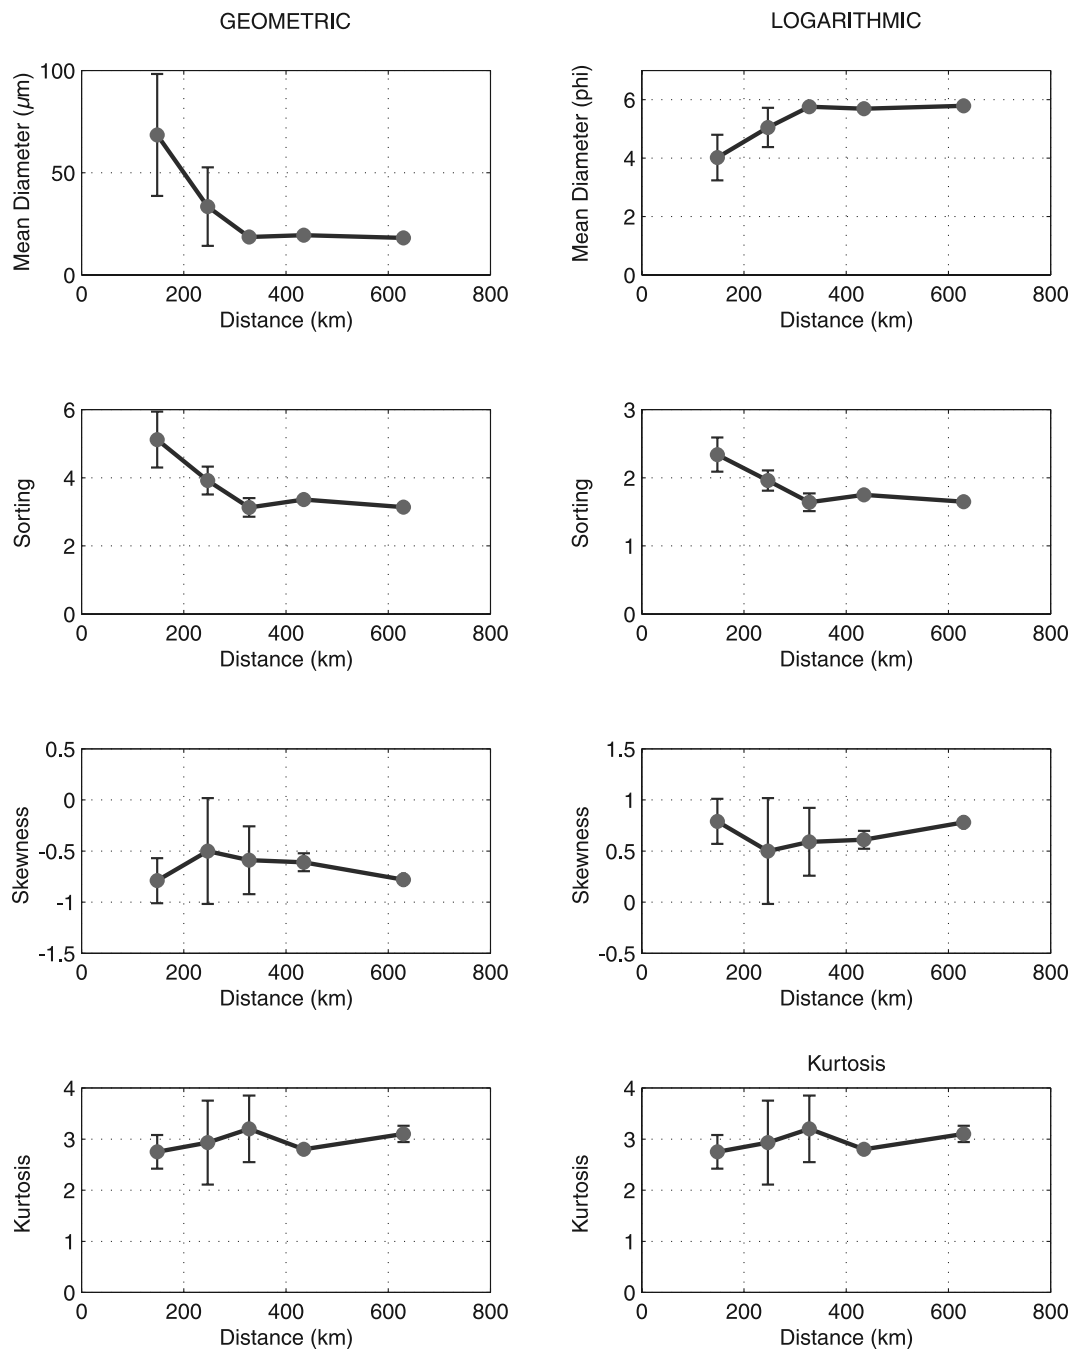 GEOMETRIC LOGARITHMIC
Mean Diameter (µm)
100
50
0
0 200 400 600 800
Distance (km)
Mean Diameter (phi)
6
4
2
0
0 200 400 600 800
Distance (km)
Sorting
6
4
2
0
0 200 400 600 800
Distance (km)
Sorting
3
2
1
0
0 200 400 600 800
Distance (km)
Skewness
0.5
0
-0.5
-1
-1.5
0 200 400 600 800
Distance (km)
Skewness
1.5
1
0.5
0
-0.5
0 200 400 600 800
Distance (km)
Kurtosis
4
3
2
1
0
0 200 400 600 800
Distance (km)
Kurtosis
Kurtosis
4
3
2
1
0
0 200 400 600 800
Distance (km)